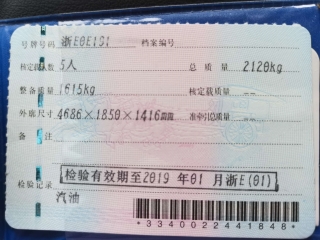 号牌号码 浙E0E1S1 档案编号
核定载人数 5人 总质量 2120kg
整备质量 1615kg 核定载质量 --
外廓尺寸 4686×1850×1416mm 准牵引总质量 --
备注
检验有效期至2019年01月浙E(01)
检验记录
汽油
*3340022441848*